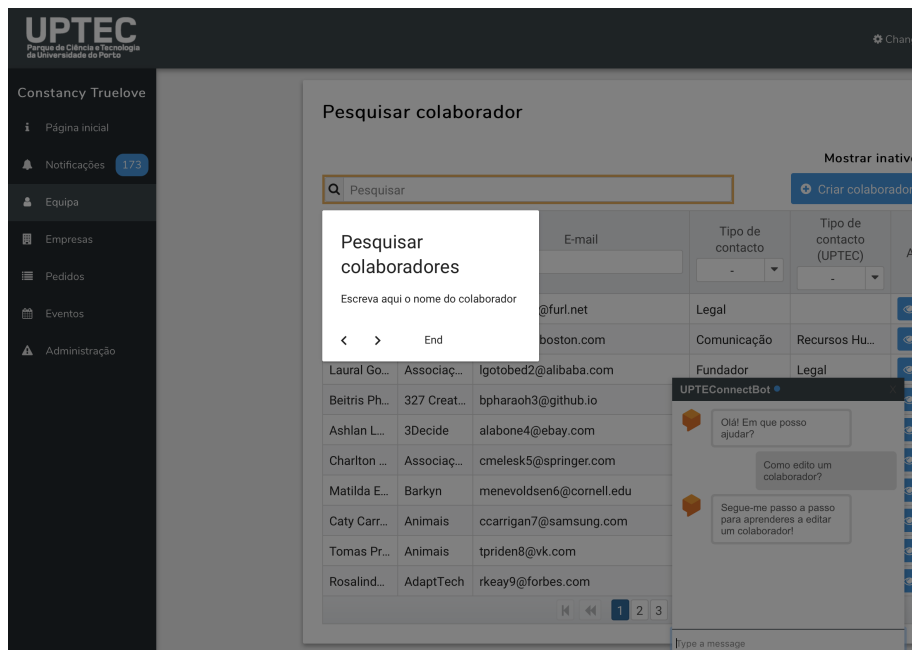 UPTEC
Parque de Ciência e Tecnologia
da Universidade do Porto
Constancy Truelove
Página inicial
Notificações 173
Equipa
Empresas
Pedidos
Eventos
Administração
Pesquisar colaborador
Mostrar
Pesquisar
Criar
Pesquisar
colaboradores
Escreva aqui o nome do colaborador
End
E-mail
Tipo de
contacto
-
Tipo de
contacto
(UPTEC)
-
@furl.net Legal
boston.com Comunicação Recursos Hu...
Laural Go... Associaç... lgotobed2@alibaba.com Fundador Legal
Beitris Ph... 327 Creat... bpharaoh3@github.io
Ashlan L... 3Decide alabone4@ebay.com
Charlton ... Associaç... cmelesk5@springer.com
Matilda E... Barkyn menevoldsen6@cornell.edu
Caty Carr... Animais ccarrigan7@samsung.com
Tomas Pr... Animais tpriden8@vk.com
Rosalind... AdaptTech rkeay9@forbes.com
1 2 3
UPTEConnectBot
Olá! Em que posso
ajudar?
Como edito um
colaborador?
Segue-me passo a passo
para aprenderes a editar
um colaborador!
Type a message